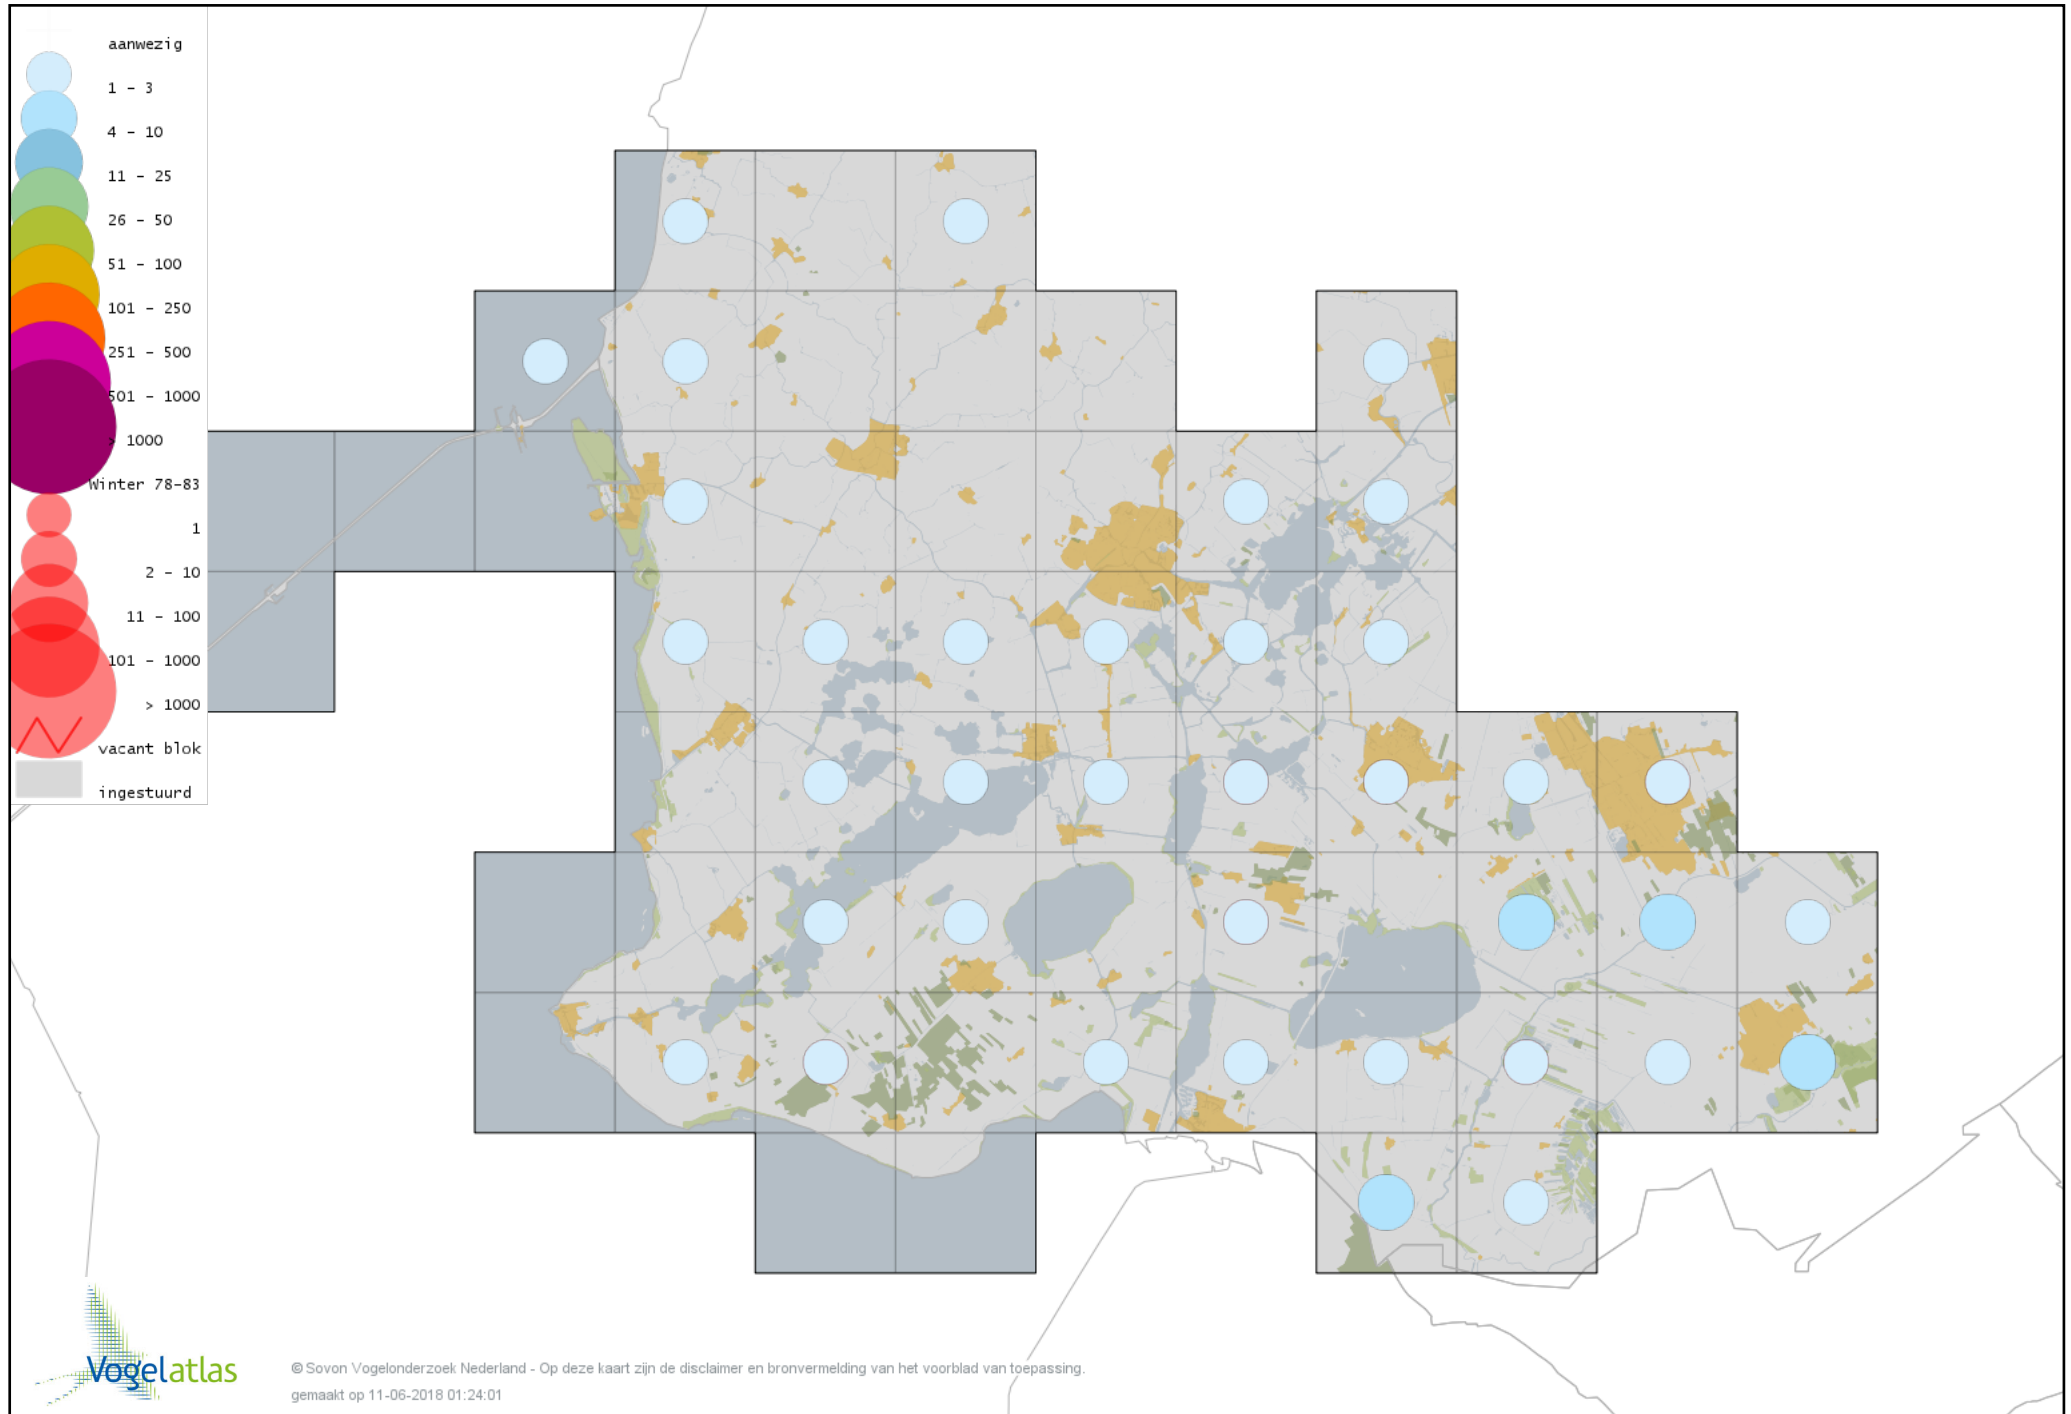 aanwezig
1 - 3
4 - 10
11 - 25
26 - 50
51 - 100
101 - 250
251 - 500
501 - 1000
> 1000
Winter 78-83
1
2 - 10
11 - 100
101 - 1000
> 1000
vacant blok
ingestuurd
Vogelatlas
© Sovon Vogelonderzoek Nederland - Op deze kaart zijn de disclaimer en bronvermelding van het voorblad van toepassing.
gemaakt op 11-06-2018 01:24:01